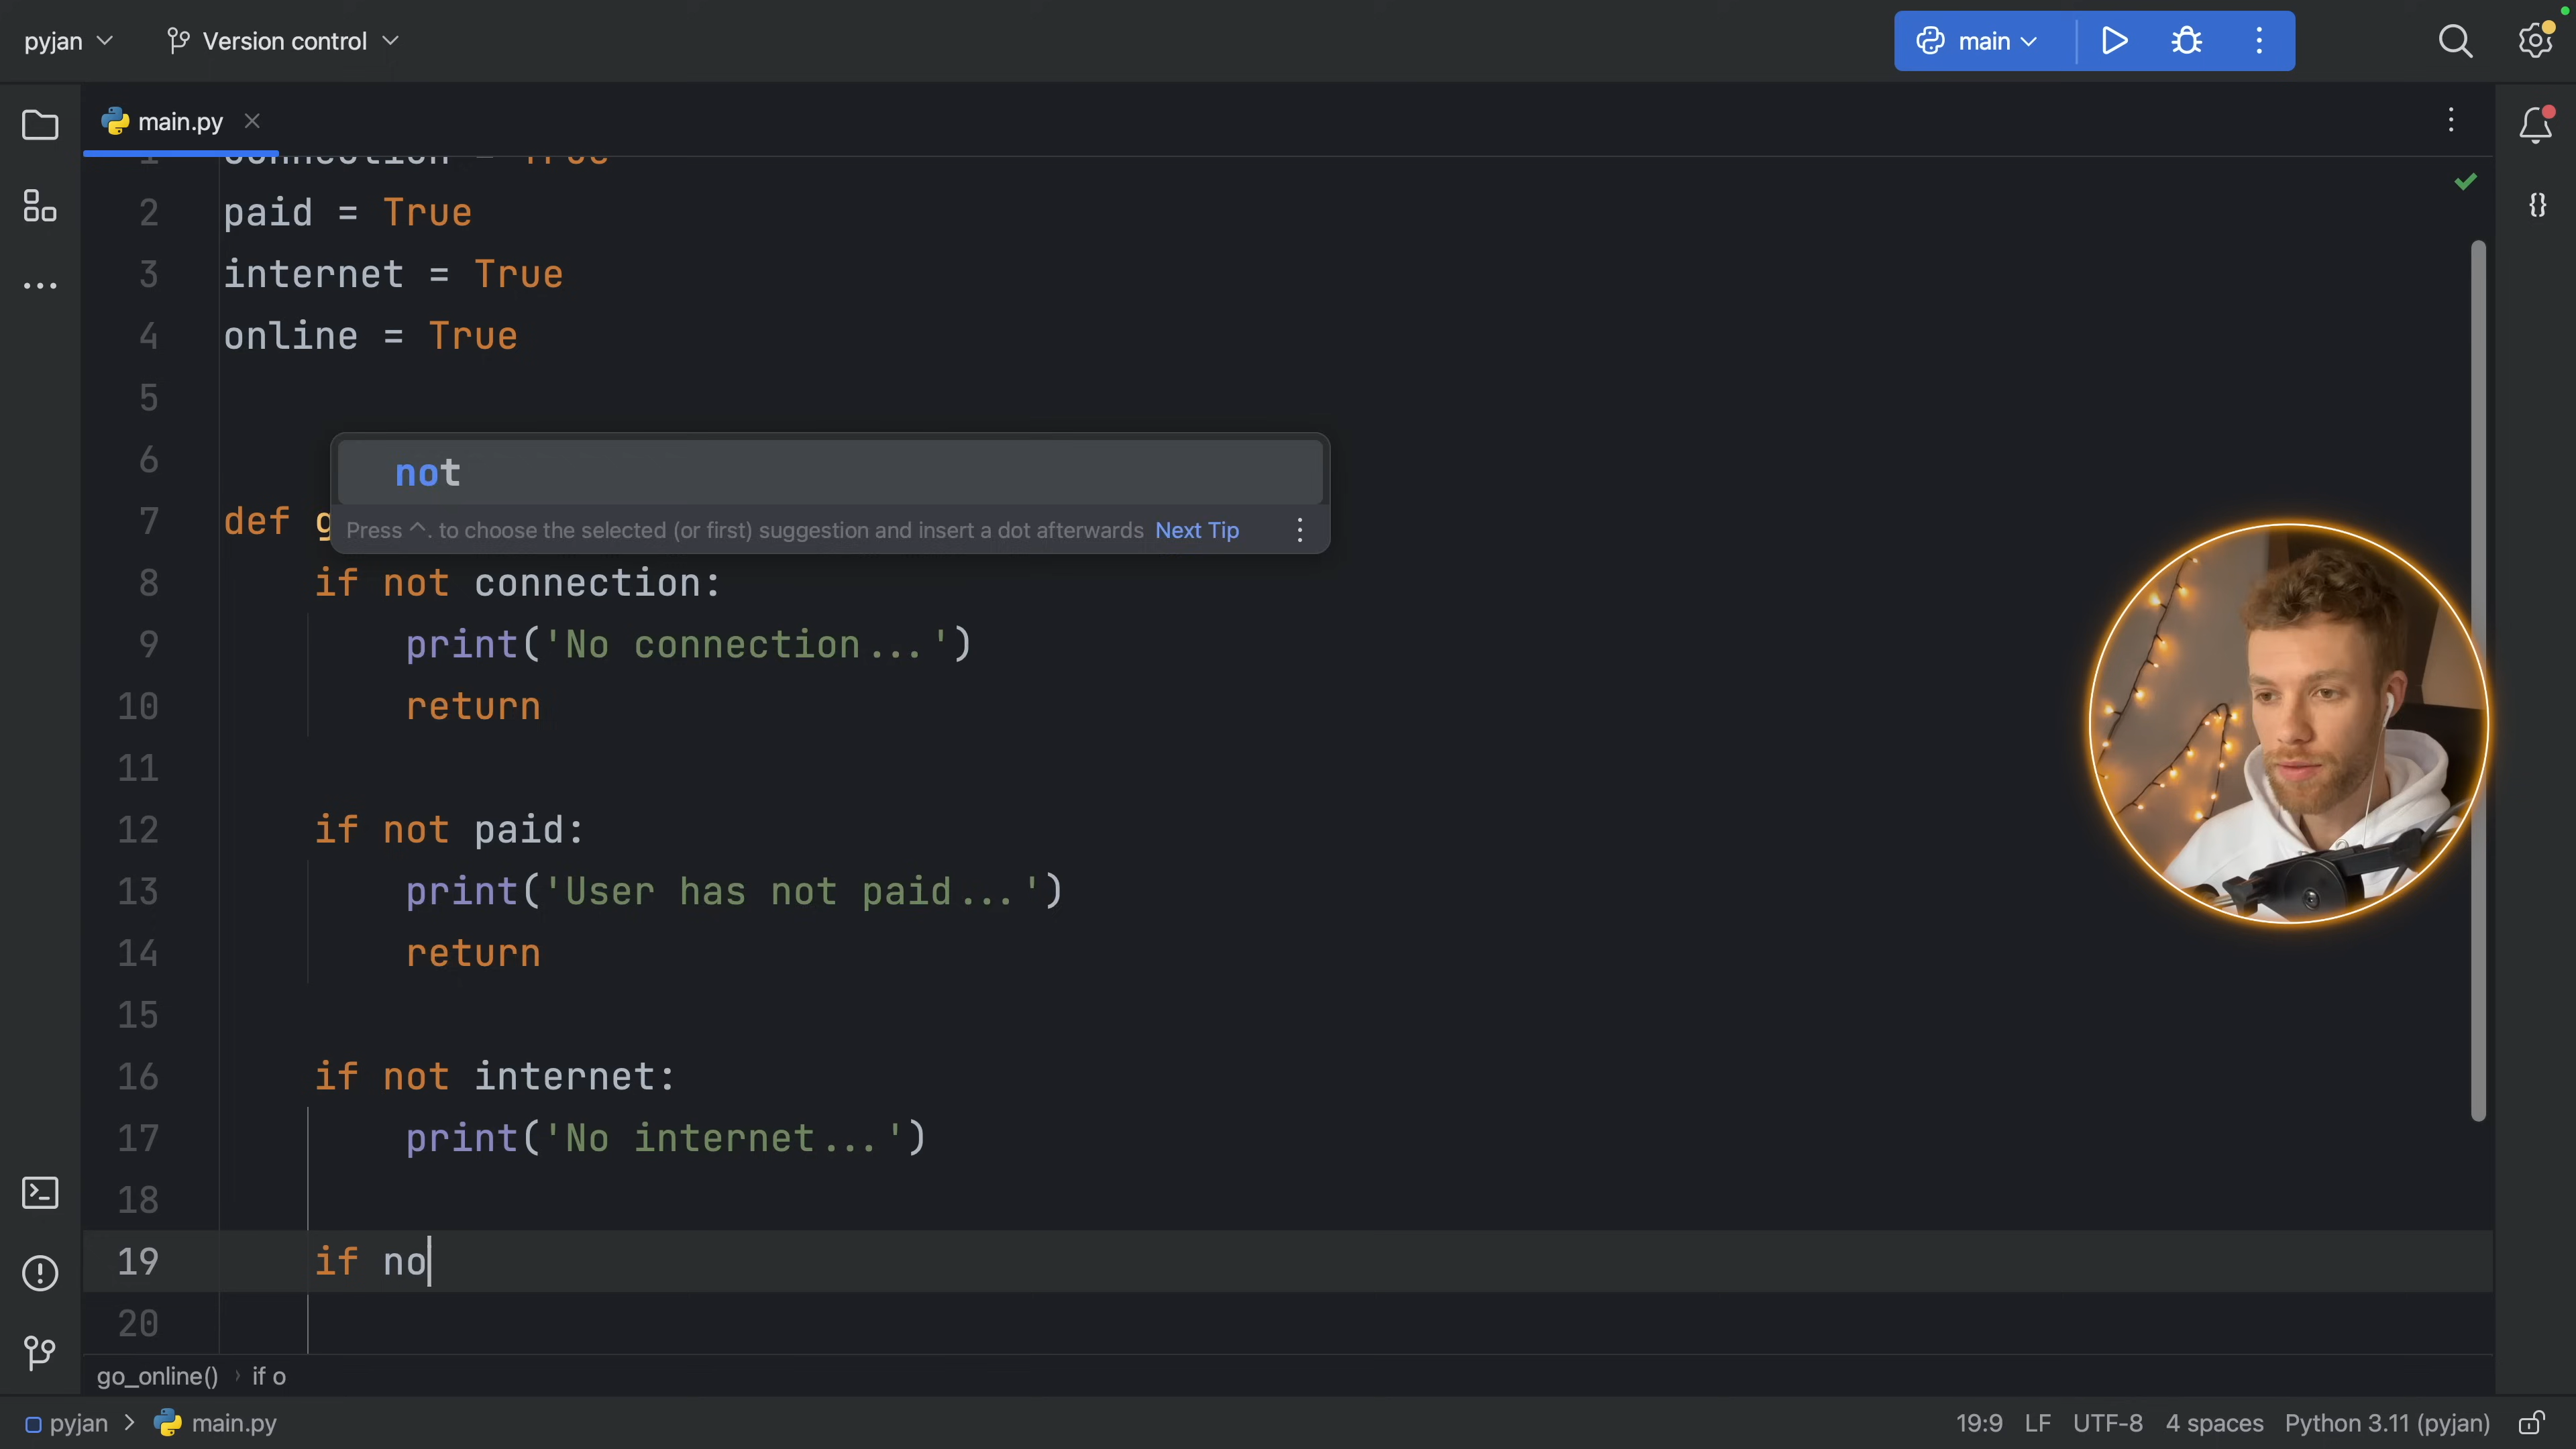 pyjan
Version control
main
main.py
1 connection = True
2 paid = True
3 internet = True
4 online = True
5
6
not
7 def g
Press ^. to choose the selected (or first) suggestion and insert a dot afterwards Next Tip
8 if not connection:
9 print('No connection...')
10 return
11
12 if not paid:
13 print('User has not paid...')
14 return
15
16 if not internet:
17 print('No internet...')
18
19 if no
20
go_online() › if o
pyjan > main.py
19:9 LF UTF-8 4 spaces Python 3.11 (pyjan)